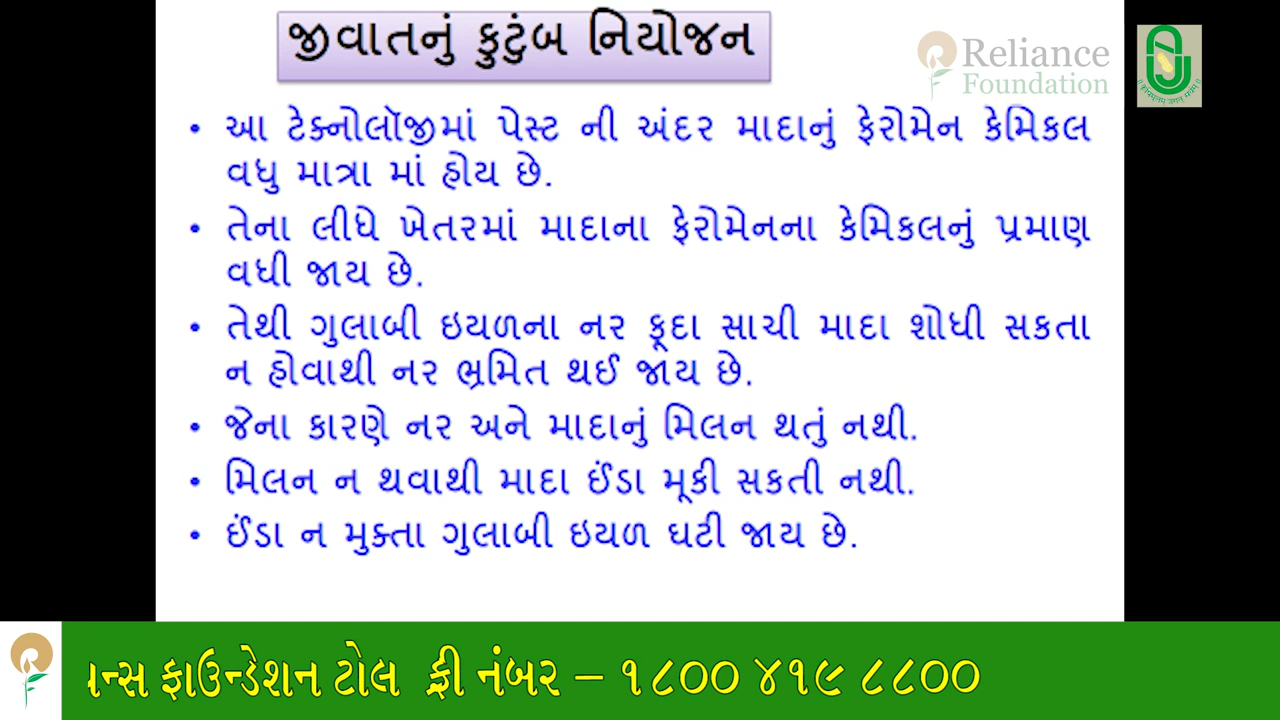 જીવાતનું કુટુંબ નિયોજન
Reliance
Foundation
• આ ટેક્નોલૉજીમાં પેસ્ટ ની અંદર માદાનું ફેરોમેન કેમિકલ
વધુ માત્રા માં હોય છે.
• તેના લીધે ખેતરમાં માદાના ફેરોમેનના કેમિકલનું પ્રમાણ
વધી જાય છે.
• તેથી ગુલાબી ઇયળના નર ફૂદા સાચી માદા શોધી સકતા
ન હોવાથી નર ભ્રમિત થઈ જાય છે.
• જેના કારણે નર અને માદાનું મિલન થતું નથી.
• મિલન ન થવાથી માદા ઈંડા મૂકી સકતી નથી.
• ઈંડા ન મુક્તા ગુલાબી ઇયળ ઘટી જાય છે.
ન્સ ફાઉન્ડેશન ટોલ ફ્રી નંબર – ૧૮૦૦ ૪૧૯ ૮૮૦૦